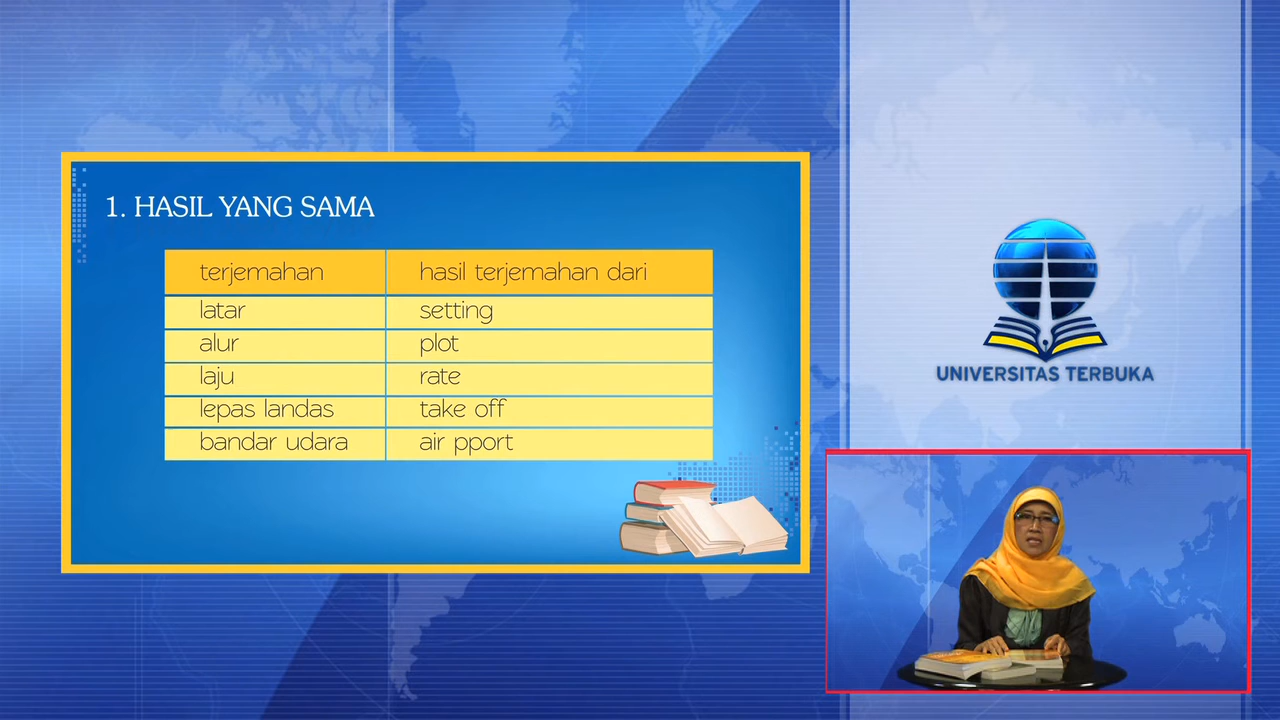 1. HASIL YANG SAMA
terjemahan hasil terjemahan dari
latar setting
alur plot
laju rate
lepas landas take off
bandar udara air pport
UNIVERSITAS TERBUKA